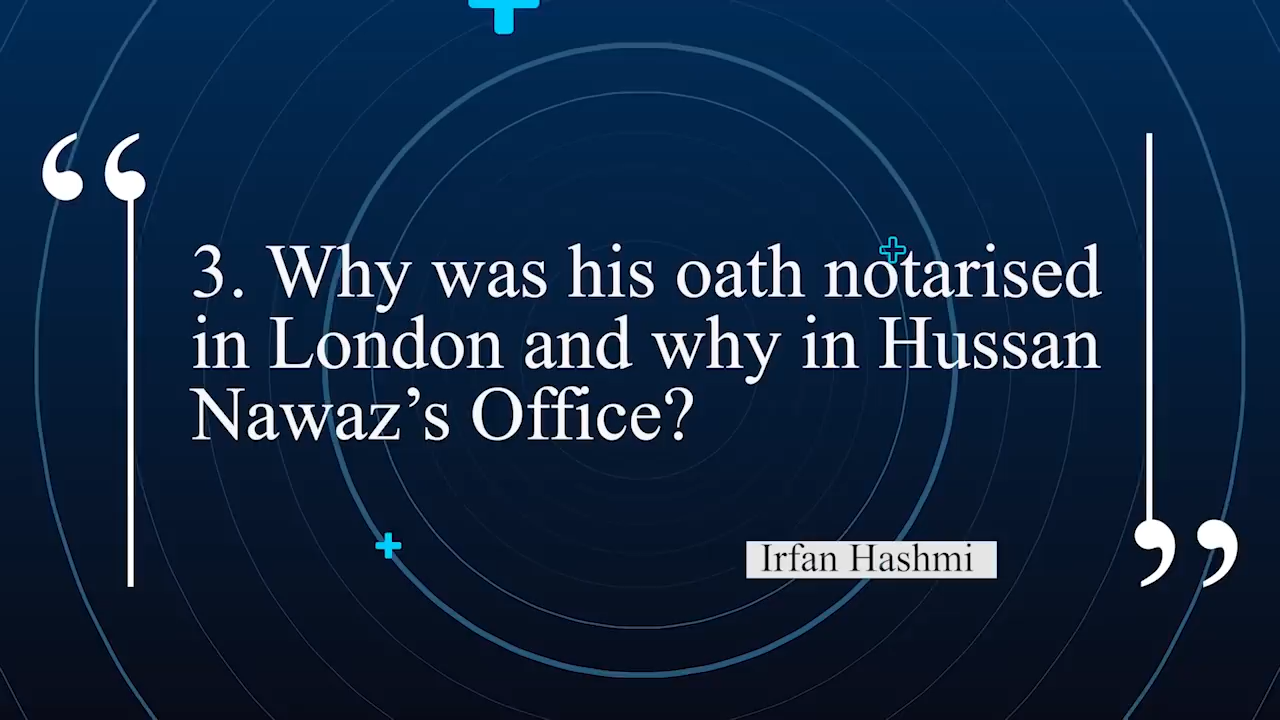 3. Why was his oath notarised
in London and why in Hussan
Nawaz’s Office?
Irfan Hashmi